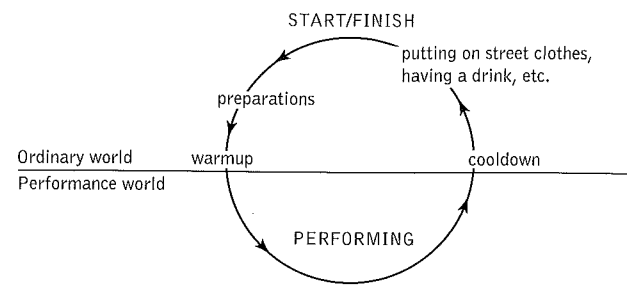 START/FINISH
putting on street clothes,
having a drink, etc.
preparations
Ordinary world
warmup
cooldown
Performance world
PERFORMING